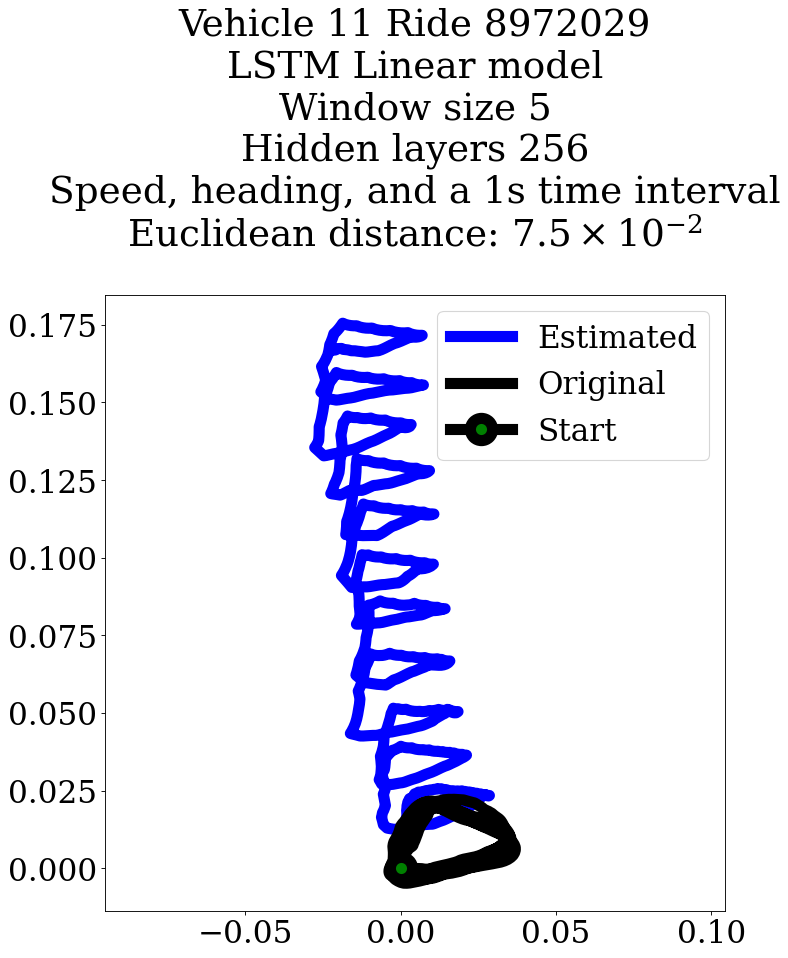 Vehicle 11 Ride 8972029
LSTM Linear model
Window size 5
Hidden layers 256
Speed, heading, and a 1s time interval
Euclidean distance: 7.5 × 10⁻²
Estimated
Original
Start
0.175
0.150
0.125
0.100
0.075
0.050
0.025
0.000
−0.05 0.00 0.05 0.10